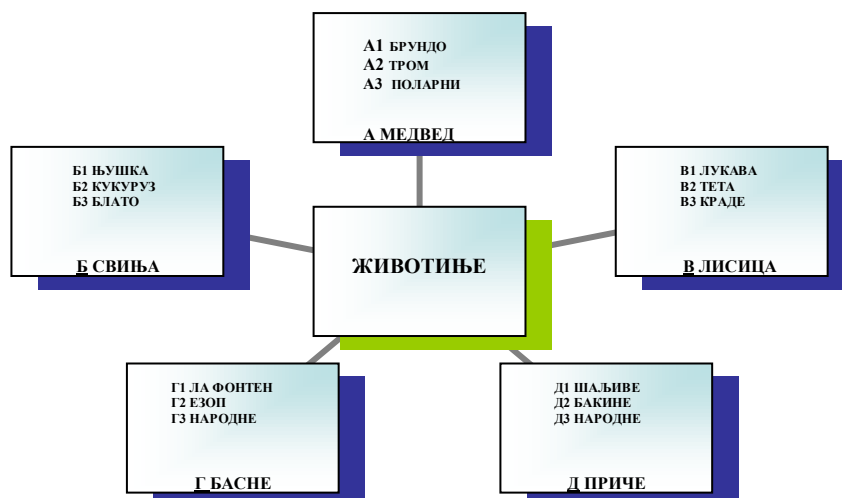 А1 БРУНДО
А2 ТРОМ
А3 ПОЛАРНИ
А МЕДВЕД
Б1 ЊУШКА
Б2 КУКУРУЗ
Б3 БЛАТО
Б СВИЊА
В1 ЛУКАВА
В2 ТЕТА
В3 КРАДЕ
В ЛИСИЦА
ЖИВОТИЊЕ
Г1 ЛА ФОНТЕН
Г2 ЕЗОП
Г3 НАРОДНЕ
Г БАСНЕ
Д1 ШАЉИВЕ
Д2 БАКИНЕ
Д3 НАРОДНЕ
Д ПРИЧЕ